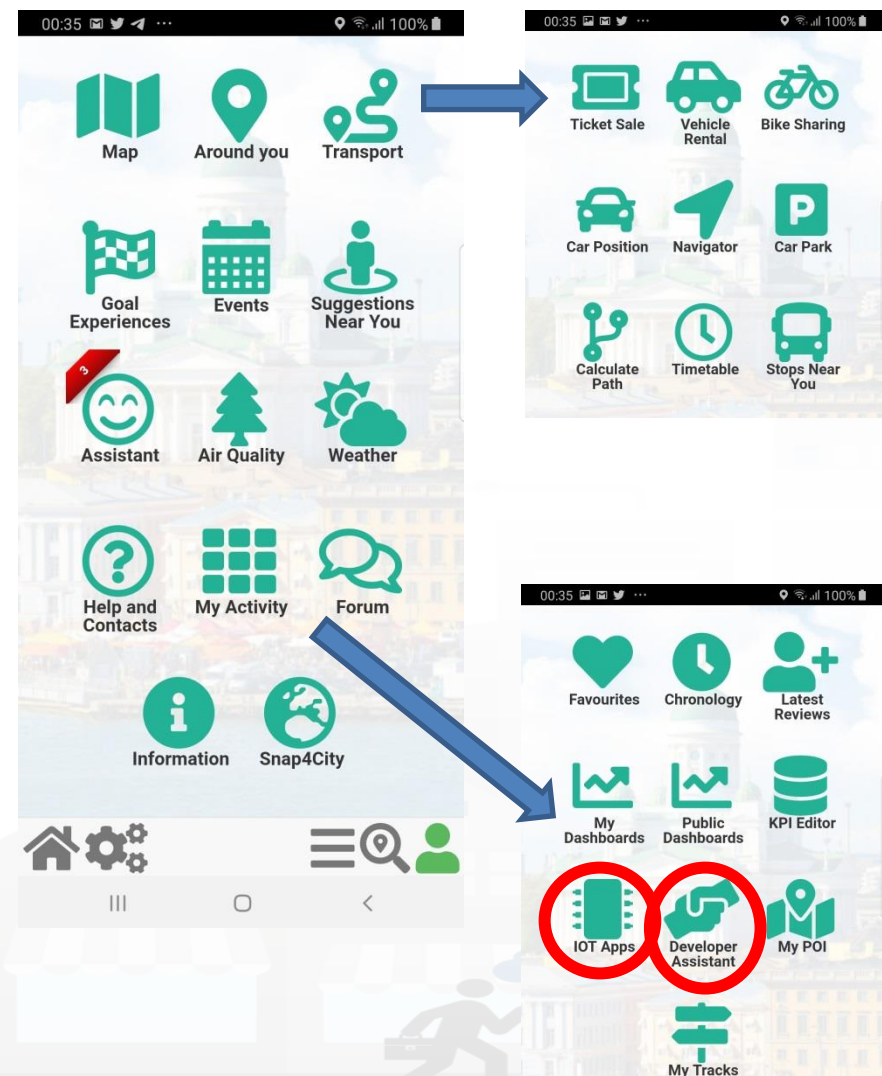 00:35 ... 100%
Map Around you Transport
Goal Experiences
Events
Suggestions Near You
3
Assistant Air Quality Weather
Help and Contacts
My Activity
Forum
Information Snap4City
00:35 ... 100%
Ticket Sale
Vehicle Rental
Bike Sharing
Car Position Navigator Car Park
Calculate Path
Timetable
Stops Near You
P
00:35 ... 100%
Favourites Chronology
Latest Reviews
My Dashboards
Public Dashboards
KPI Editor
IOT Apps
Developer Assistant
My POI
My Tracks